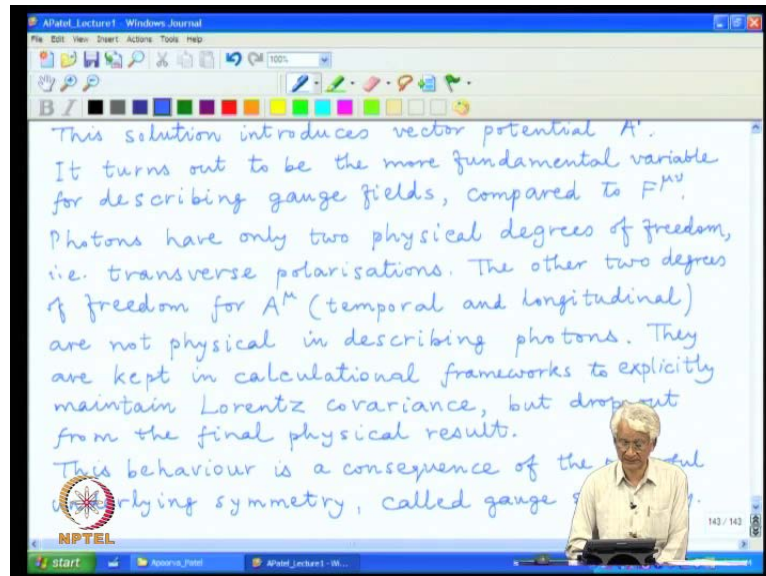 APatel_Lecture1 - Windows Journal
File Edit View Insert Actions Tools Help
100%
B I
This solution introduces vector potential A'.
It turns out to be the more fundamental variable
for describing gauge fields, compared to F^μν.
Photons have only two physical degrees of freedom,
i.e. transverse polarisations. The other two degrees
of freedom for A^μ (temporal and longitudinal)
are not physical in describing photons. They
are kept in calculational frameworks to explicitly
maintain Lorentz covariance, but drop out
from the final physical result.
This behaviour is a consequence of the
underlying symmetry, called gauge
143 / 143
NPTEL
start Apoorva_Patel APatel_Lecture1 - Wi...